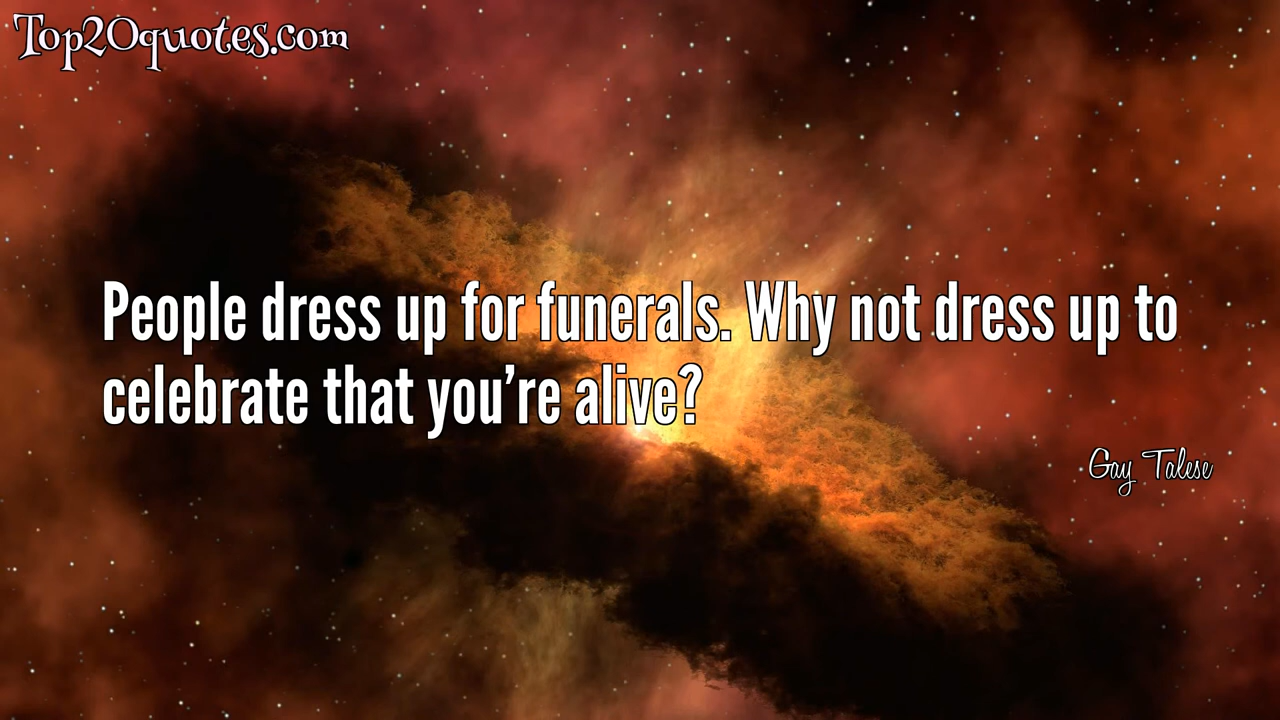 Top20quotes.com
People dress up for funerals. Why not dress up to
celebrate that you’re alive?
Gay Talese